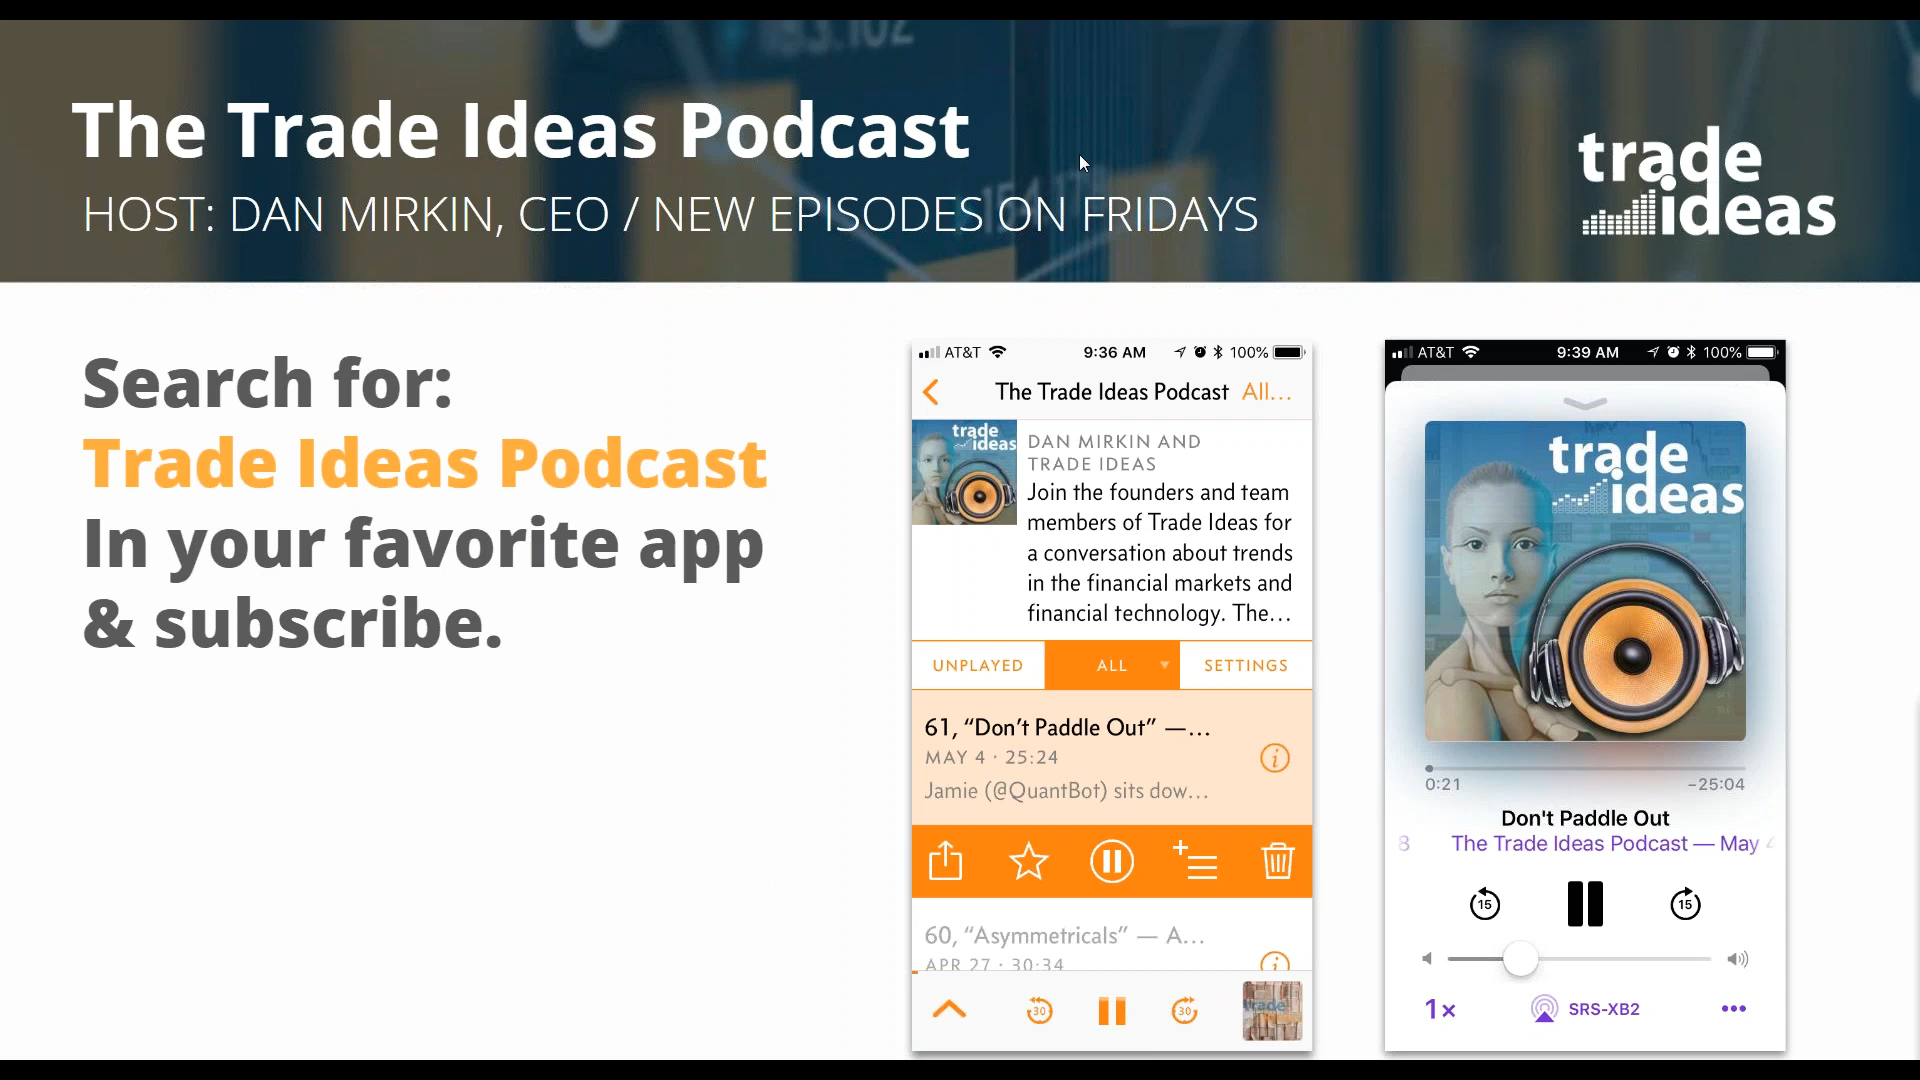 The Trade Ideas Podcast
HOST: DAN MIRKIN, CEO / NEW EPISODES ON FRIDAYS
trade
ideas
Search for:
Trade Ideas Podcast
In your favorite app
& subscribe.
AT&T 9:36 AM 100%
The Trade Ideas Podcast All...
trade
ideas
DAN MIRKIN AND
TRADE IDEAS
Join the founders and team
members of Trade Ideas for
a conversation about trends
in the financial markets and
financial technology. The...
UNPLAYED ALL SETTINGS
61, “Don’t Paddle Out” —...
MAY 4 · 25:24
Jamie (@QuantBot) sits dow...
60, “Asymmetricals” — A...
APR 27 · 30:34
30 30
trade
AT&T 9:39 AM 100%
trade
ideas
0:21 -25:04
Don't Paddle Out
8 The Trade Ideas Podcast — May 4
15 15
1× SRS-XB2